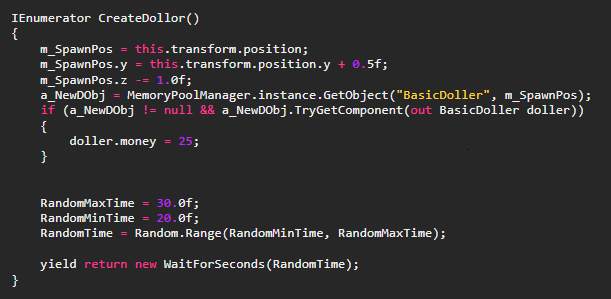 IEnumerator CreateDollor()
{
m_SpawnPos = this.transform.position;
m_SpawnPos.y = this.transform.position.y + 0.5f;
m_SpawnPos.z -= 1.0f;
a_NewDObj = MemoryPoolManager.instance.GetObject("BasicDoller", m_SpawnPos);
if (a_NewDObj != null && a_NewDObj.TryGetComponent(out BasicDoller doller))
{
doller.money = 25;
}
RandomMaxTime = 30.0f;
RandomMinTime = 20.0f;
RandomTime = Random.Range(RandomMinTime, RandomMaxTime);
yield return new WaitForSeconds(RandomTime);
}